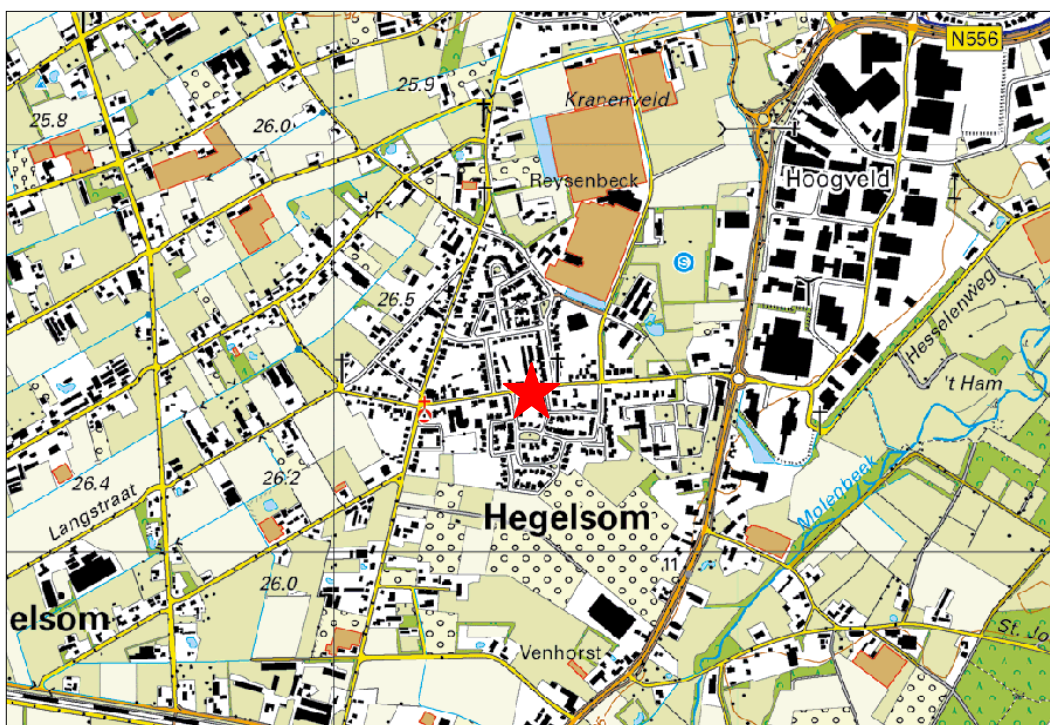 N556
25.9
Kranenveld
25.8
26.0
Reysenbeck
Hoogveld
S
26.5
Hesselenweg
't Ham
26.4
26.2
Langstraat
Molenbeek
Hegelsom
11
26.0
elsom
St. Jo
Venhorst